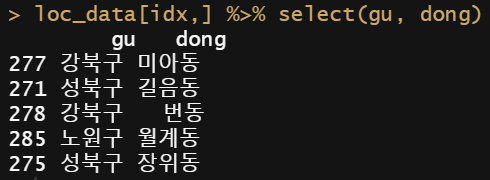 > loc_data[idx,] %>% select(gu, dong)
gu dong
277 강북구 미아동
271 성북구 길음동
278 강북구 번동
285 노원구 월계동
275 성북구 장위동